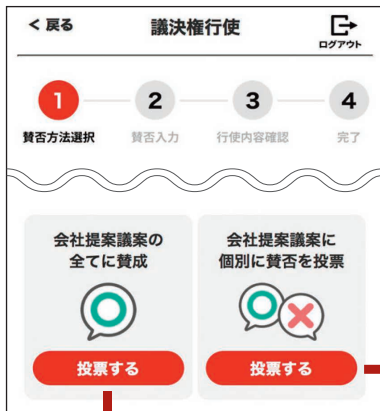 < 戻る 議決権行使
ログアウト
1 2 3 4
賛否方法選択 賛否入力 行使内容確認 完了
会社提案議案の
全てに賛成
投票する
会社提案議案に
個別に賛否を投票
投票する